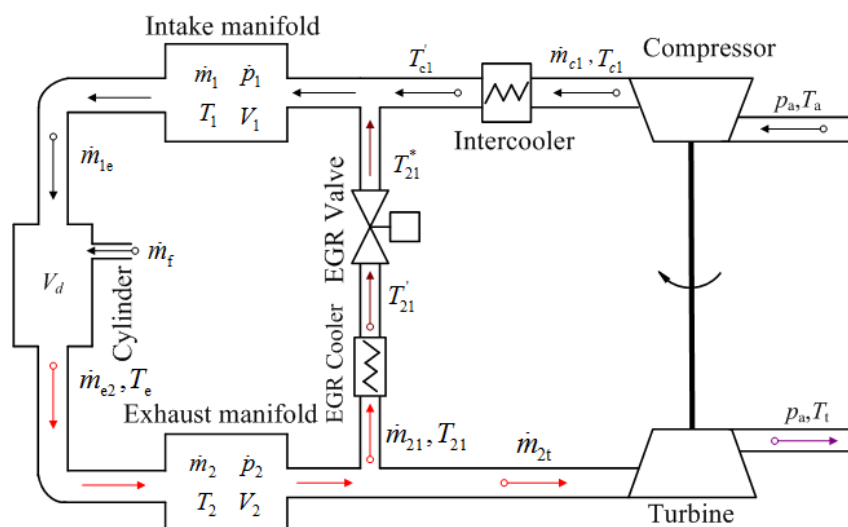 Intake manifold
ṁ₁ ṗ₁
T₁ V₁
T'c1
ṁc1, Tc1
Compressor
pa,Ta
Intercooler
ṁ1e
T*21
EGR Valve
Vd
ṁf
Cylinder
T'21
EGR Cooler
ṁe2, Te
Exhaust manifold
ṁ₂ ṗ₂
T₂ V₂
ṁ21, T21
ṁ2t
pa,Tt
Turbine